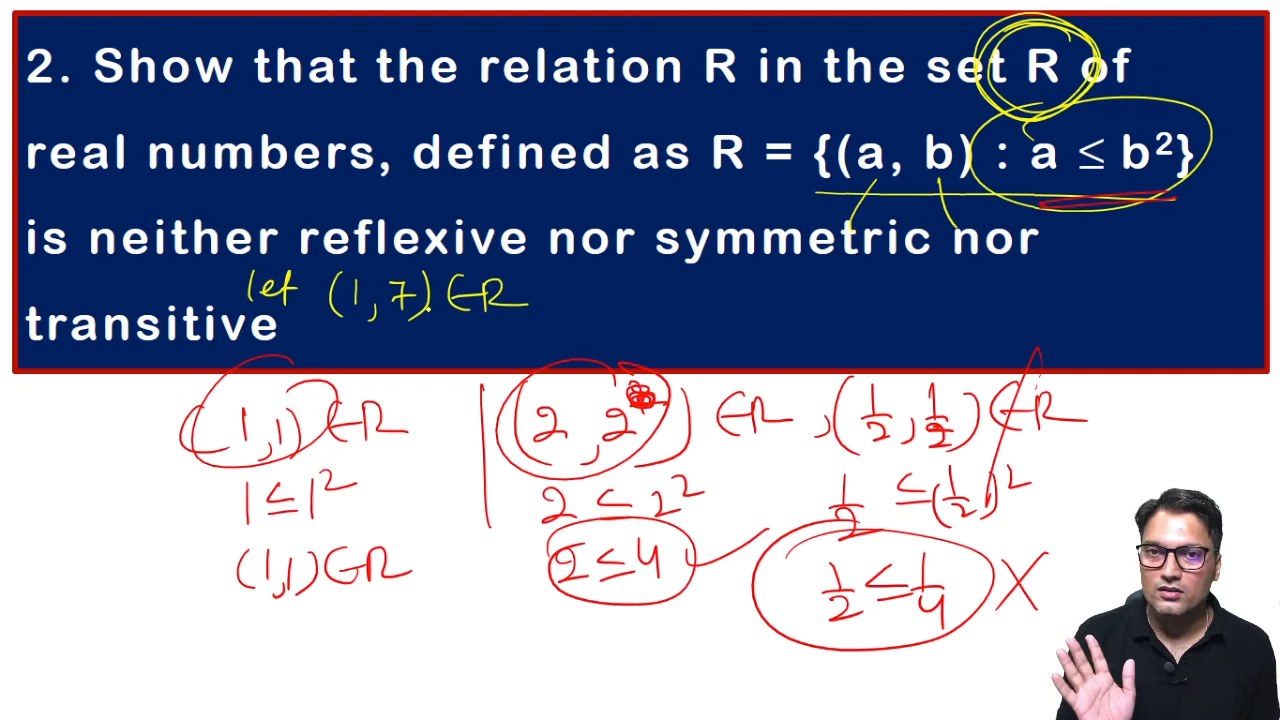 2. Show that the relation R in the set R of
real numbers, defined as R = {(a, b) : a ≤ b²}
is neither reflexive nor symmetric nor
transitive
let (1, 7) ∈ R
(1,1) ∈ R | (2, 2) ∈ R , (1/2, 1/2) ∈ R
1 ≤ 1² 2 ≤ 2² 1/2 ≤ (1/2)²
(1,1) ∈ R 2 ≤ 4 1/2 ≤ 1/4 X